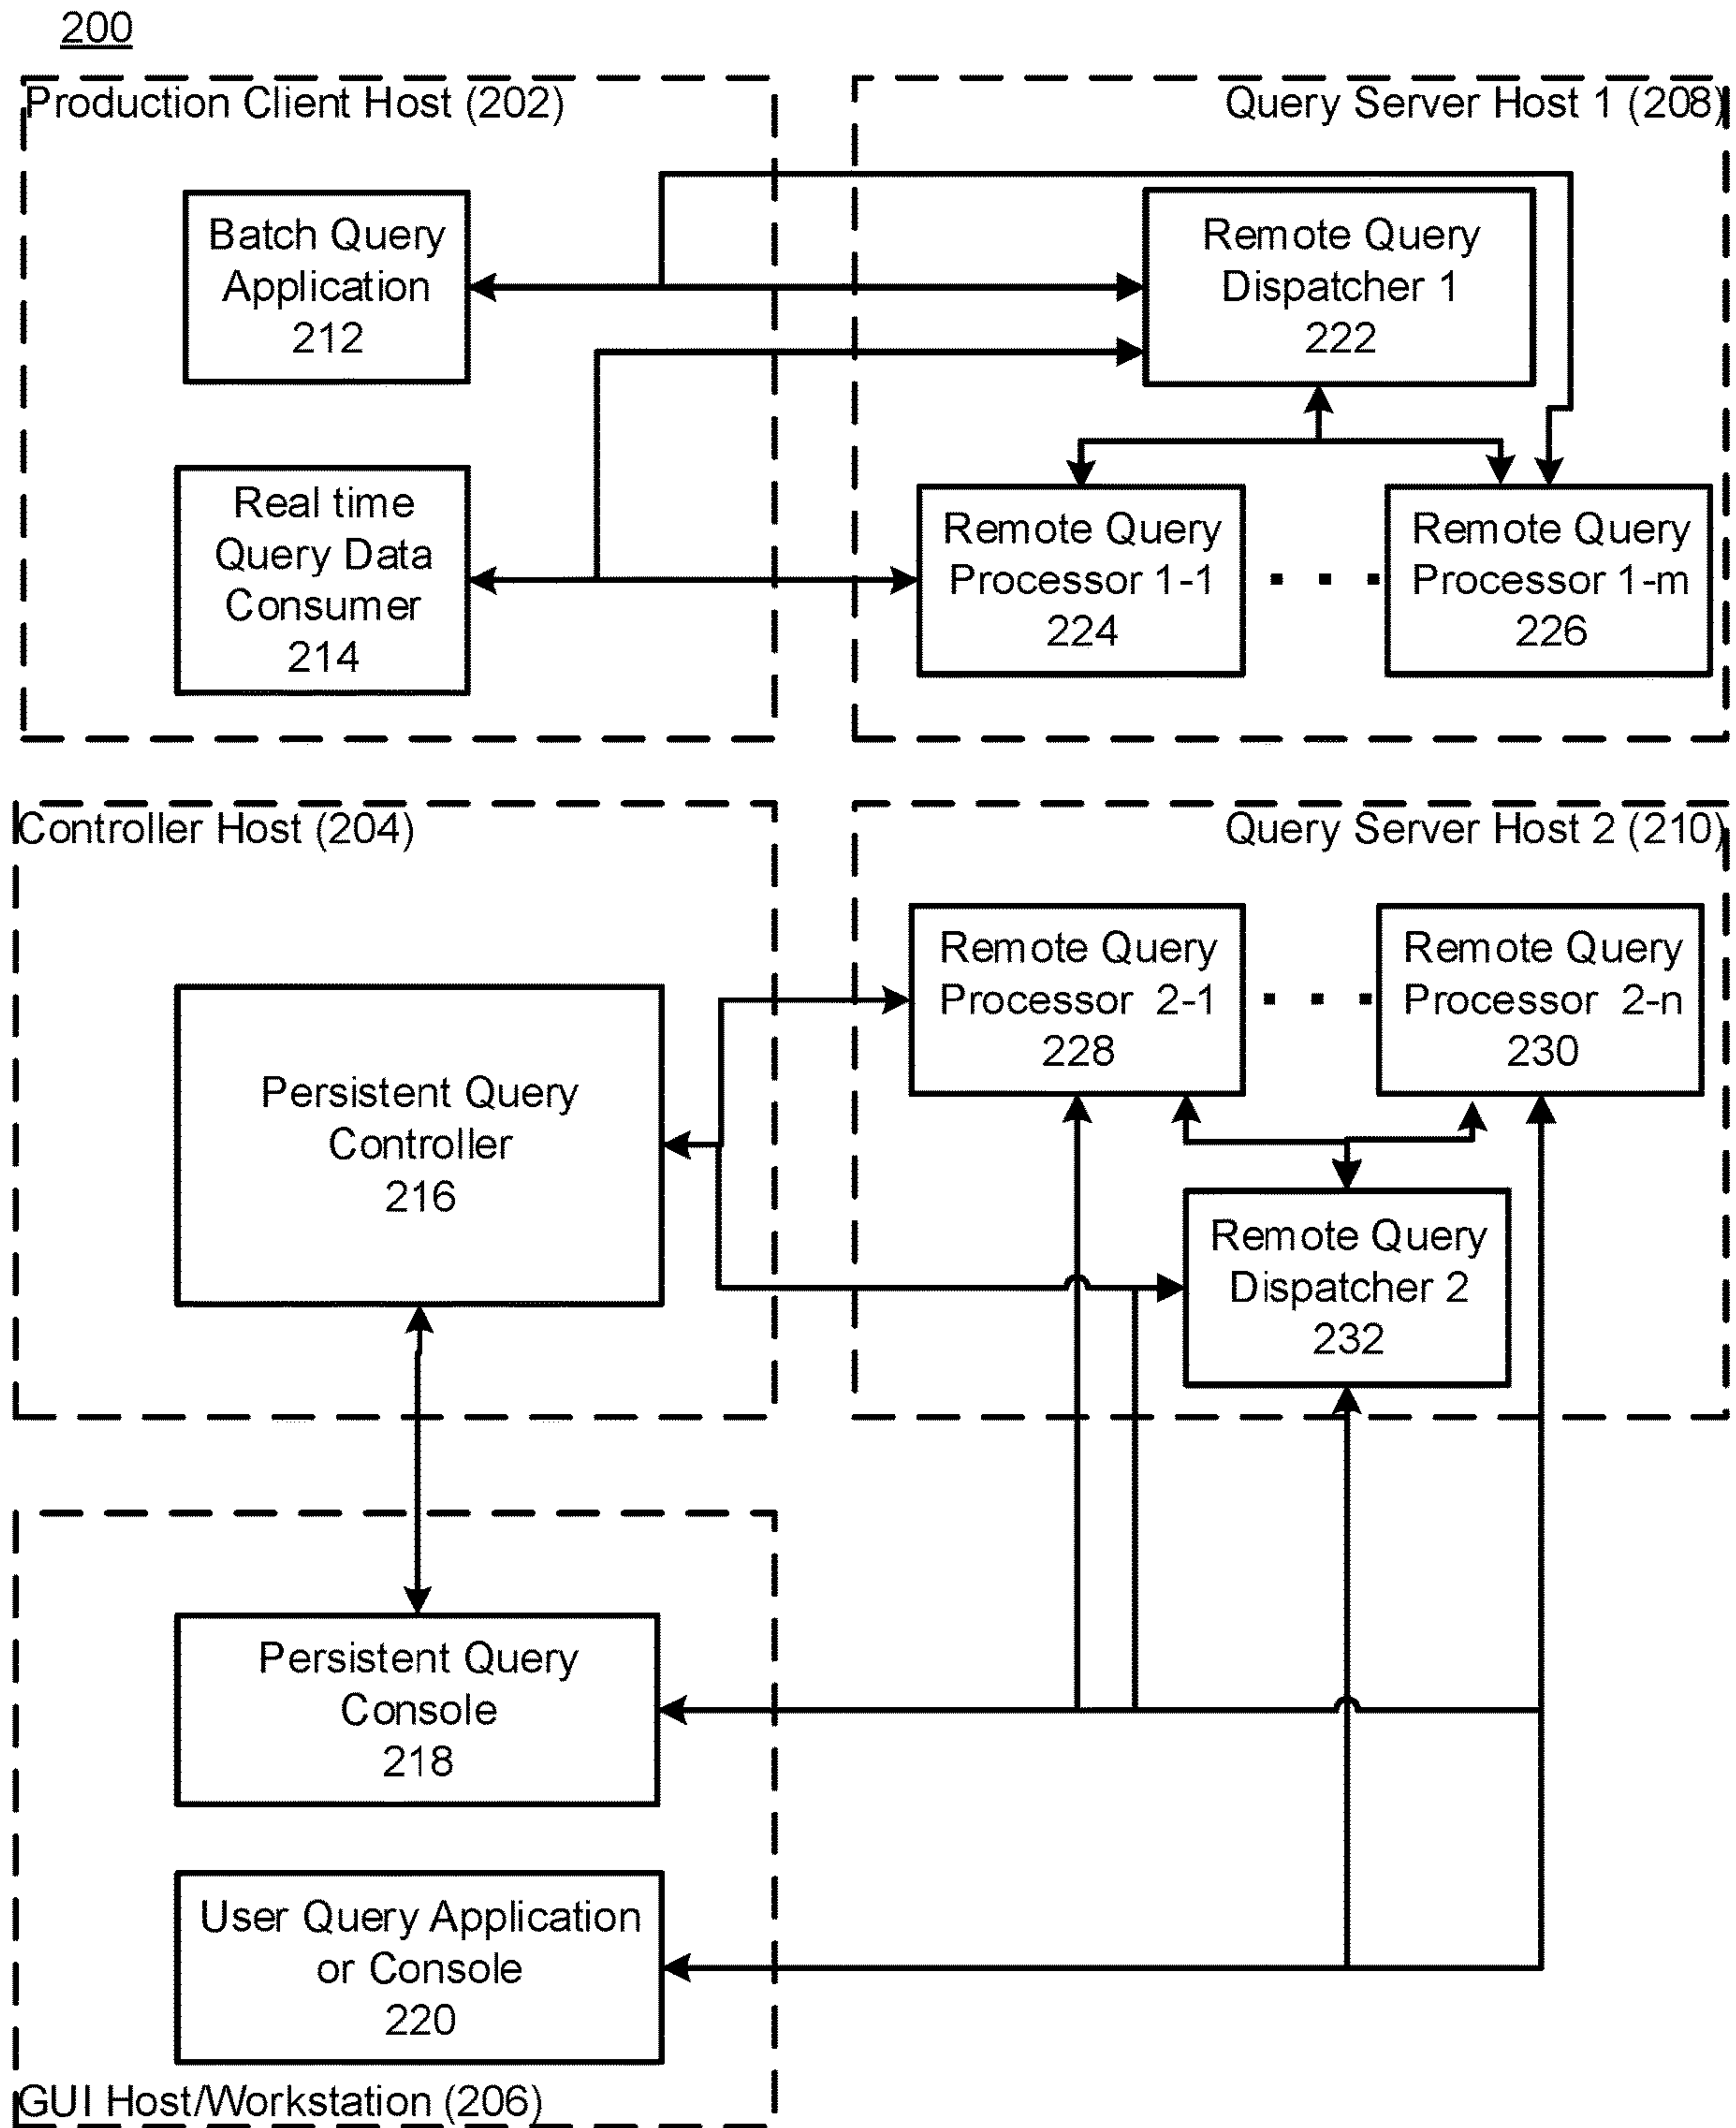 200
Production Client Host (202)
Query Server Host 1 (208)
Batch Query
Application
212
Remote Query
Dispatcher 1
222
Real time
Query Data
Consumer
214
Remote Query
Processor 1-1
224
. . .
Remote Query
Processor 1-m
226
Controller Host (204)
Query Server Host 2 (210)
Persistent Query
Controller
216
Remote Query
Processor 2-1
228
. . .
Remote Query
Processor 2-n
230
Remote Query
Dispatcher 2
232
Persistent Query
Console
218
User Query Application
or Console
220
GUI Host/Workstation (206)